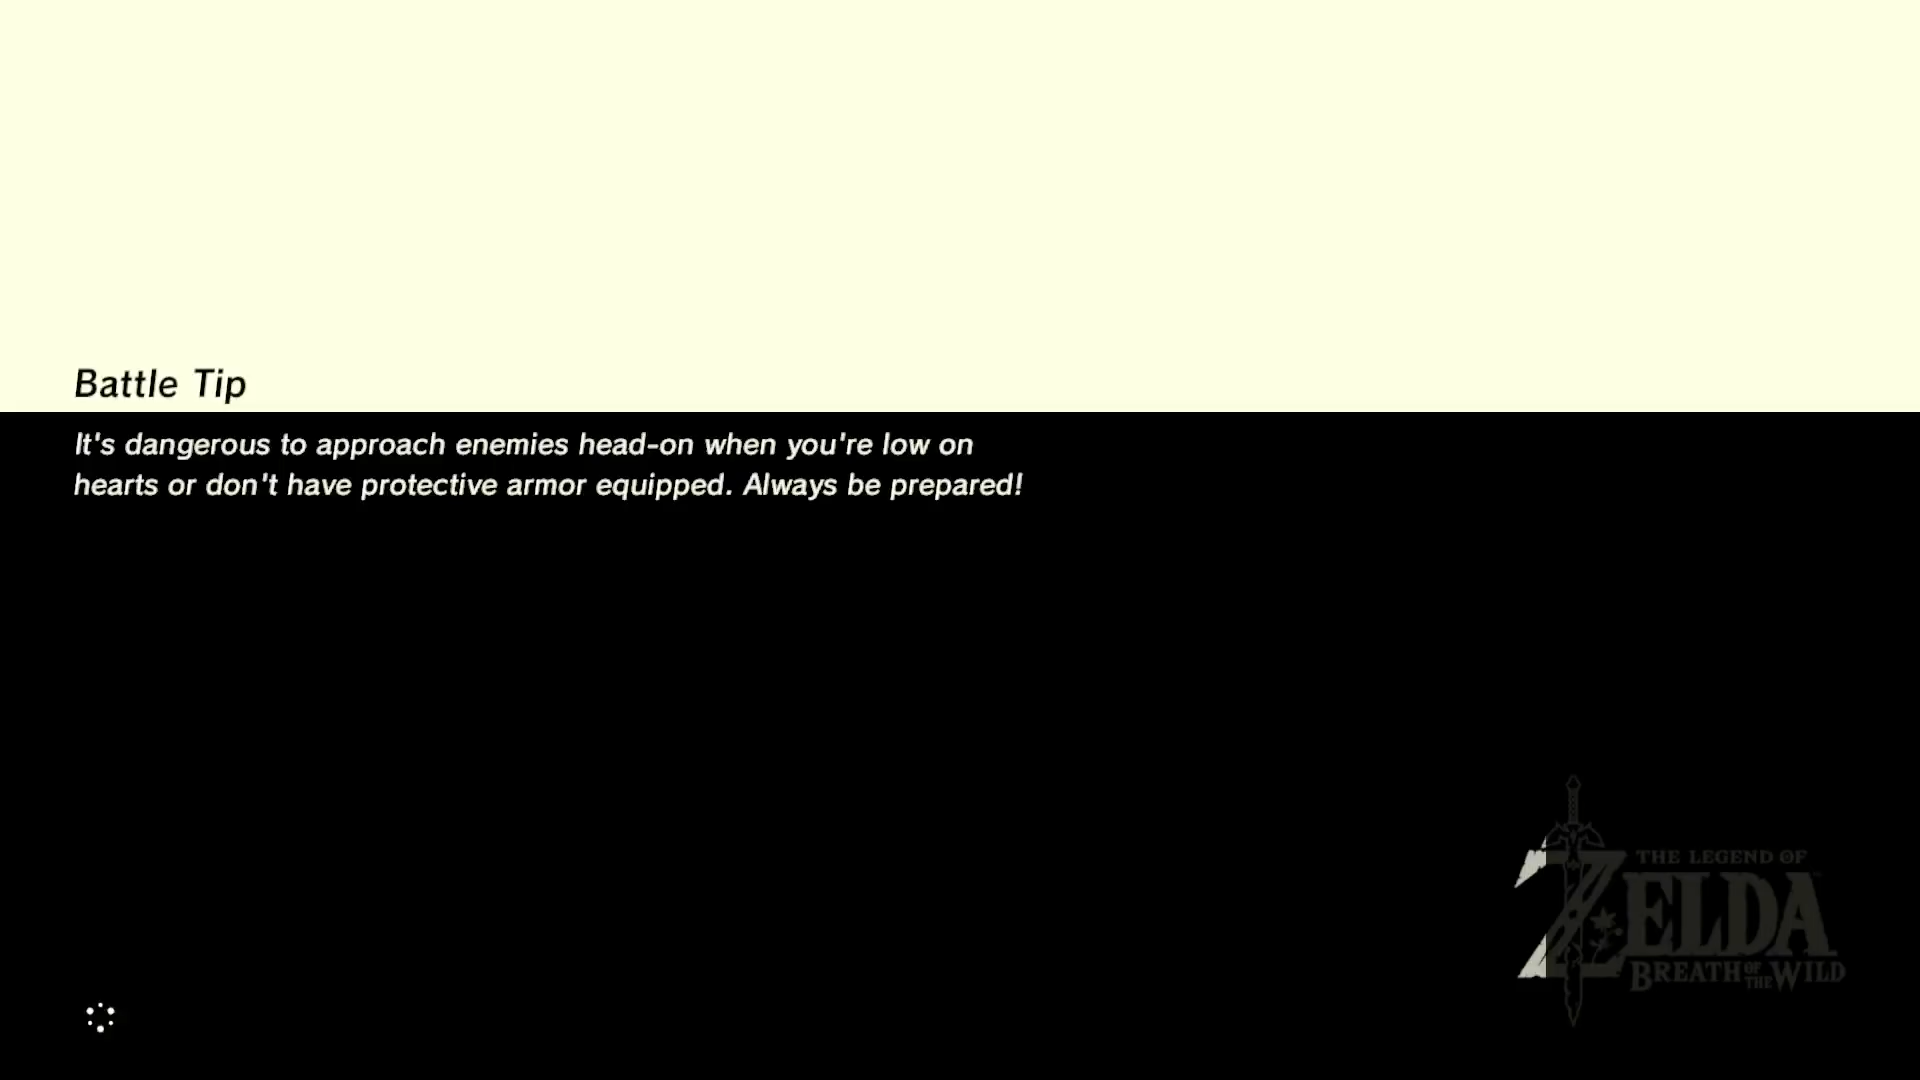 Battle Tip
It's dangerous to approach enemies head-on when you're low on
hearts or don't have protective armor equipped. Always be prepared!
THE LEGEND OF
ZELDA
BREATH OF THE WILD